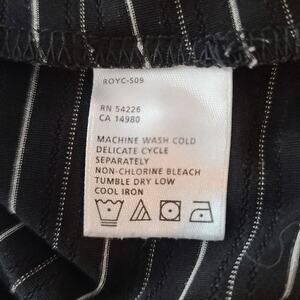 ROYC-509
RN 54226
CA 14980
MACHINE WASH COLD
DELICATE CYCLE
SEPARATELY
NON-CHLORINE BLEACH
TUMBLE DRY LOW
COOL IRON